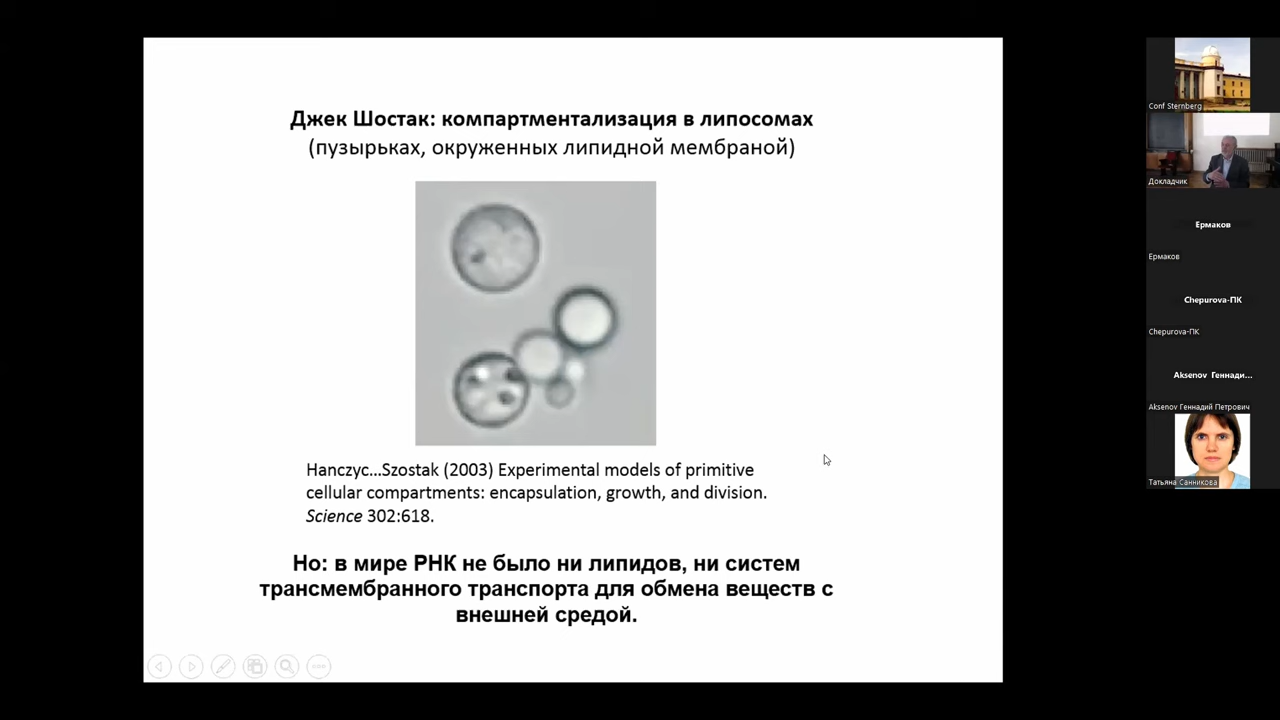 Джек Шостак: компартментализация в липосомах
(пузырьках, окруженных липидной мембраной)
Hanczyc...Szostak (2003) Experimental models of primitive
cellular compartments: encapsulation, growth, and division.
Science 302:618.
Но: в мире РНК не было ни липидов, ни систем
трансмембранного транспорта для обмена веществ с
внешней средой.
Conf Sternberg
Докладчик
Ермаков
Ермаков
Chepurova-ПК
Chepurova-ПК
Aksenov Геннади...
Aksenov Геннадий Петрович
Татьяна Санникова